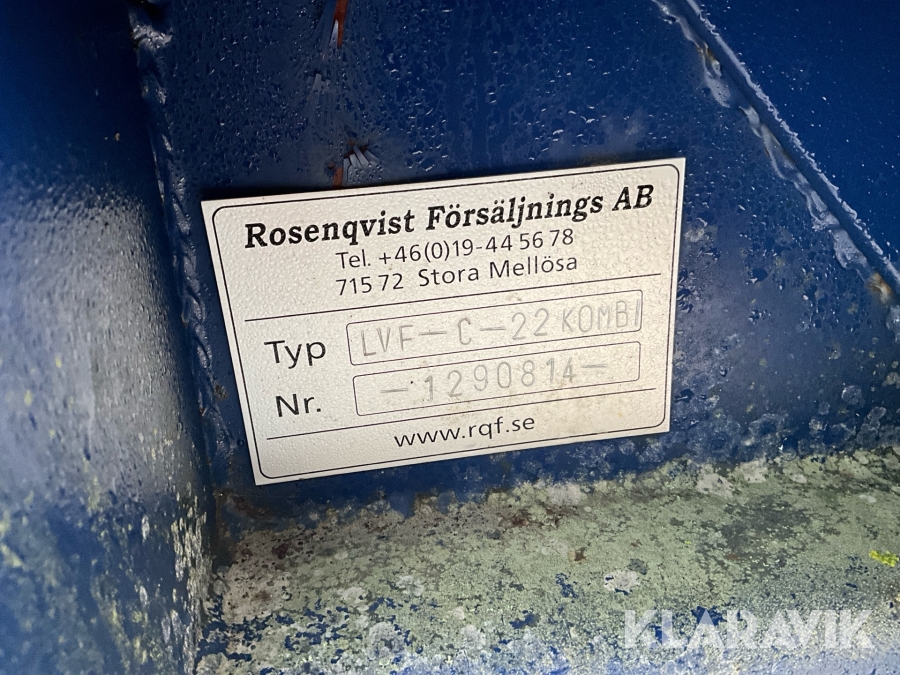 Rosenqvist Försäljnings AB
Tel. +46(0)19-44 56 78
715 72 Stora Mellösa
Typ LVF-C-22 KOMBI
Nr. -1290814-
www.rqf.se
KLARAVIK